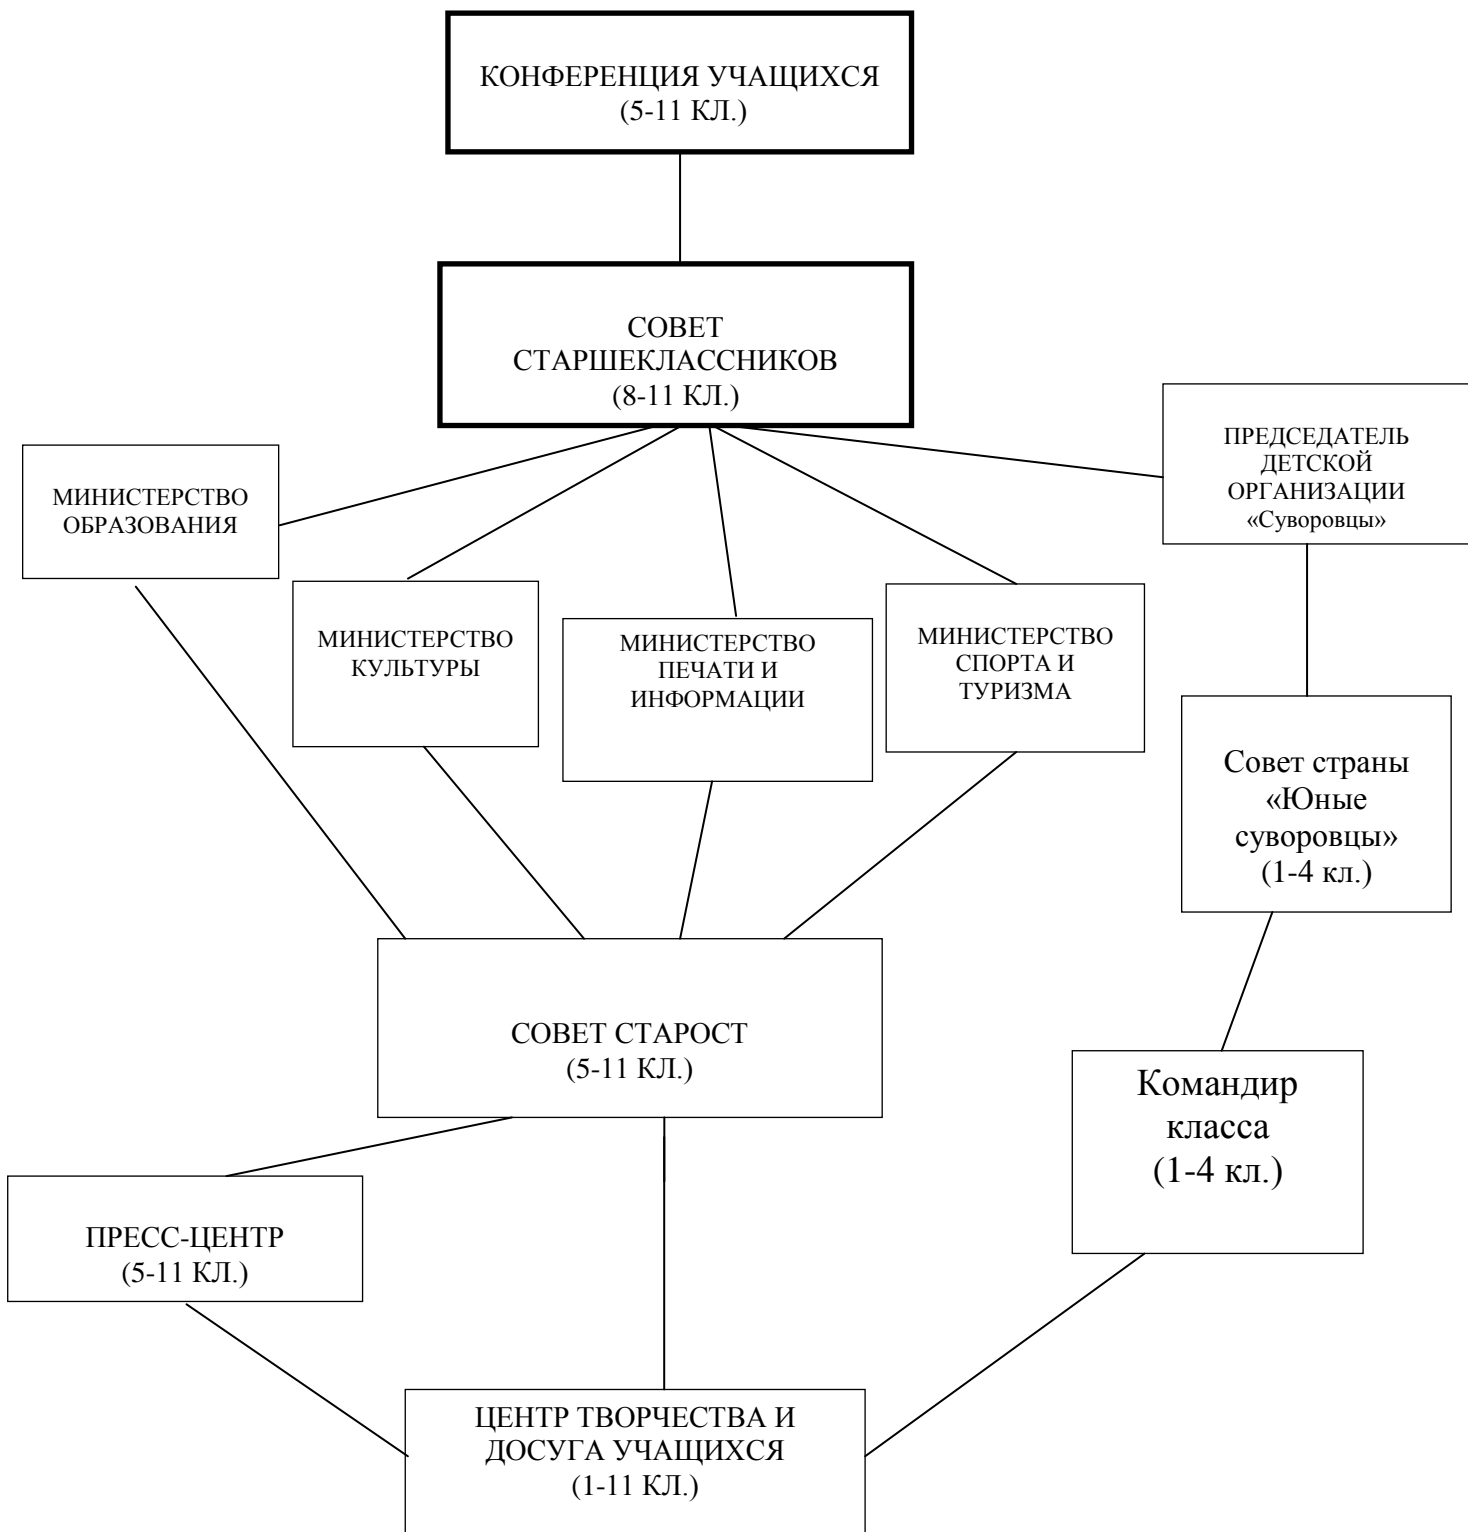 КОНФЕРЕНЦИЯ УЧАЩИХСЯ
(5-11 КЛ.)
СОВЕТ
СТАРШЕКЛАССНИКОВ
(8-11 КЛ.)
ПРЕДСЕДАТЕЛЬ
ДЕТСКОЙ
ОРГАНИЗАЦИИ
«Суворовцы»
МИНИСТЕРСТВО
ОБРАЗОВАНИЯ
МИНИСТЕРСТВО
КУЛЬТУРЫ
МИНИСТЕРСТВО
ПЕЧАТИ И
ИНФОРМАЦИИ
МИНИСТЕРСТВО
СПОРТА И
ТУРИЗМА
Совет страны
«Юные
суворовцы»
(1-4 кл.)
СОВЕТ СТАРОСТ
(5-11 КЛ.)
Командир
класса
(1-4 кл.)
ПРЕСС-ЦЕНТР
(5-11 КЛ.)
ЦЕНТР ТВОРЧЕСТВА И
ДОСУГА УЧАЩИХСЯ
(1-11 КЛ.)